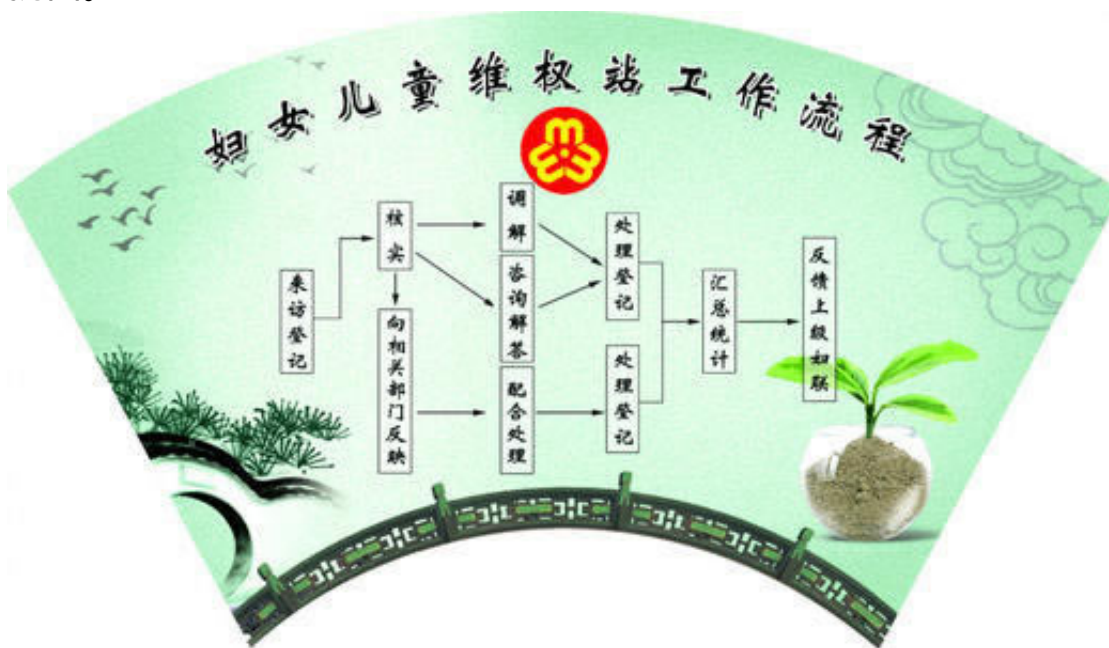 妇女儿童维权站工作流程
来访登记
核实
向相关部门反映
调解
咨询解答
配合处理
处理登记
处理登记
汇总统计
反馈上级妇联